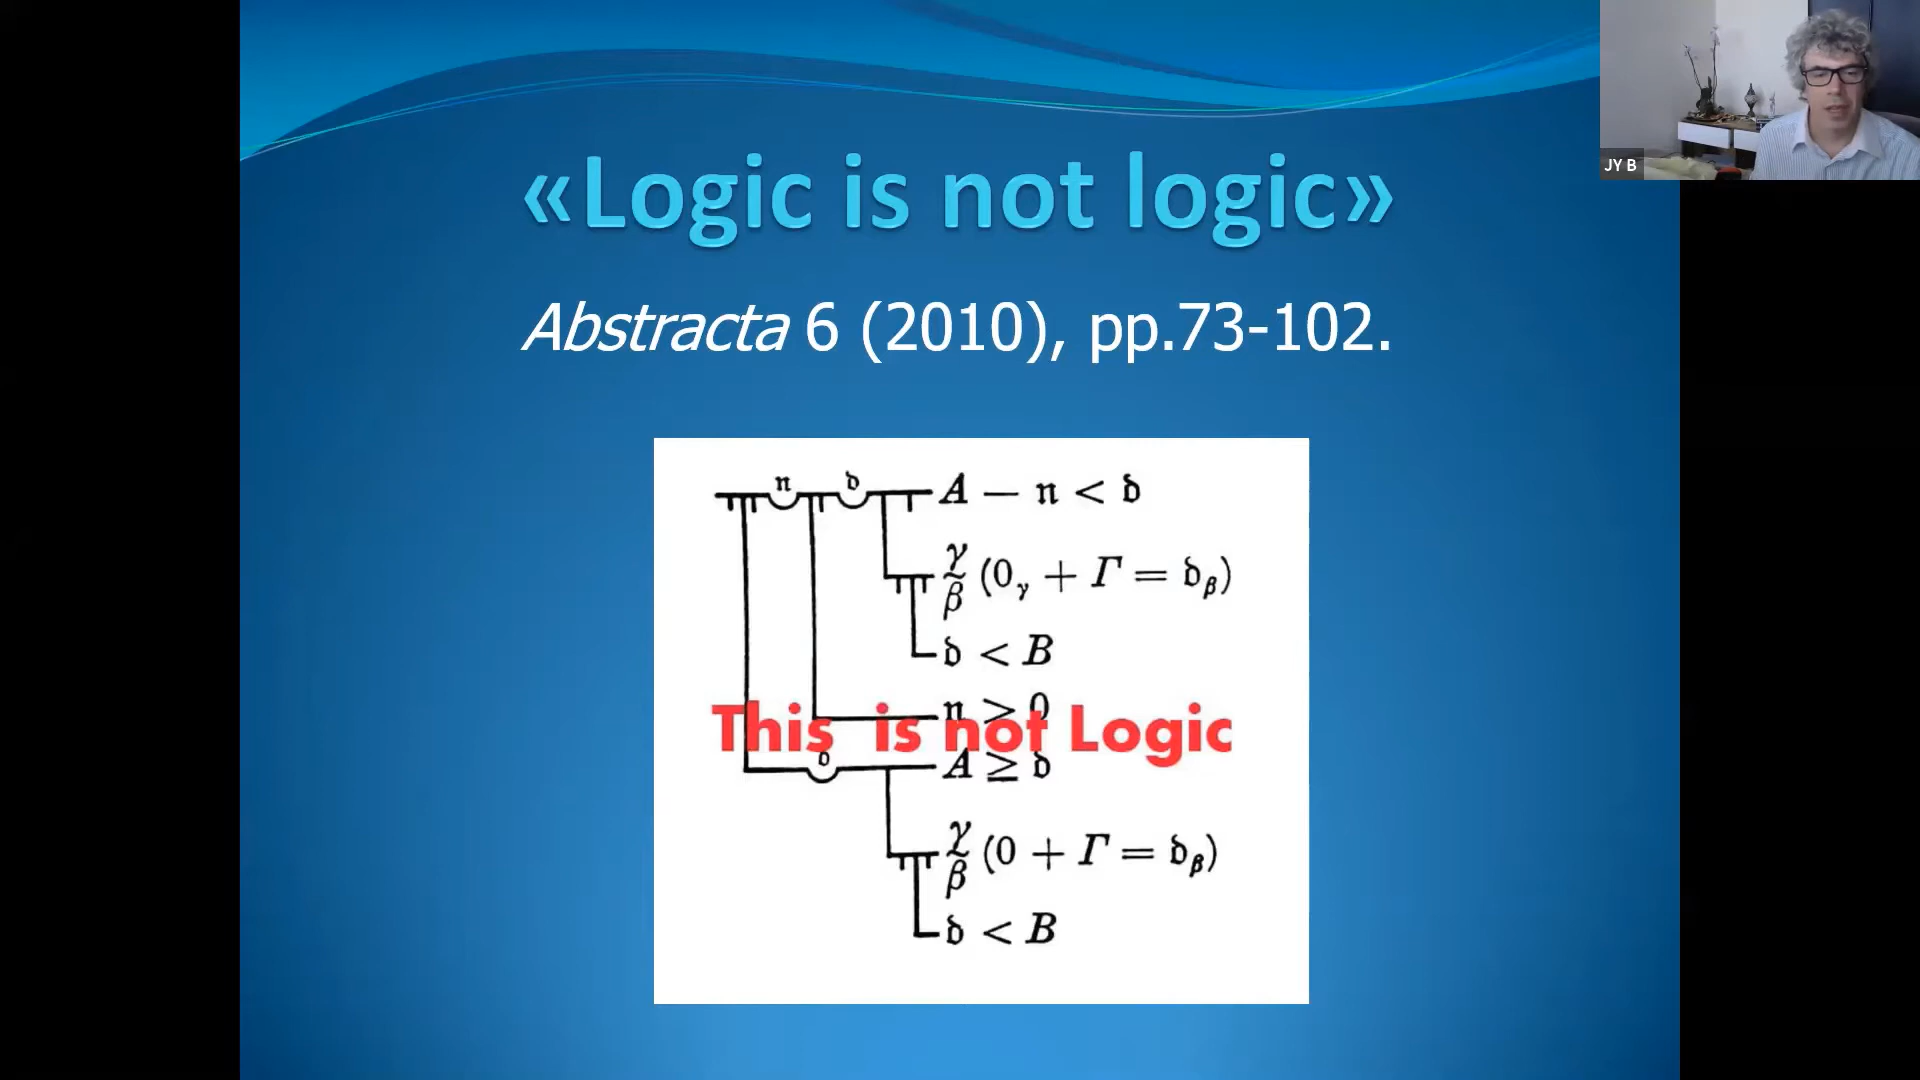 JY B
«Logic is not logic»
Abstracta 6 (2010), pp.73-102.
𝔫 𝔡 A — 𝔫 < 𝔡
γ/β (0γ + Γ = 𝔡β)
𝔡 < B
𝔫 > 0
This is not Logic
𝔡 A ≥ 𝔡
γ/β (0 + Γ = 𝔡β)
𝔡 < B